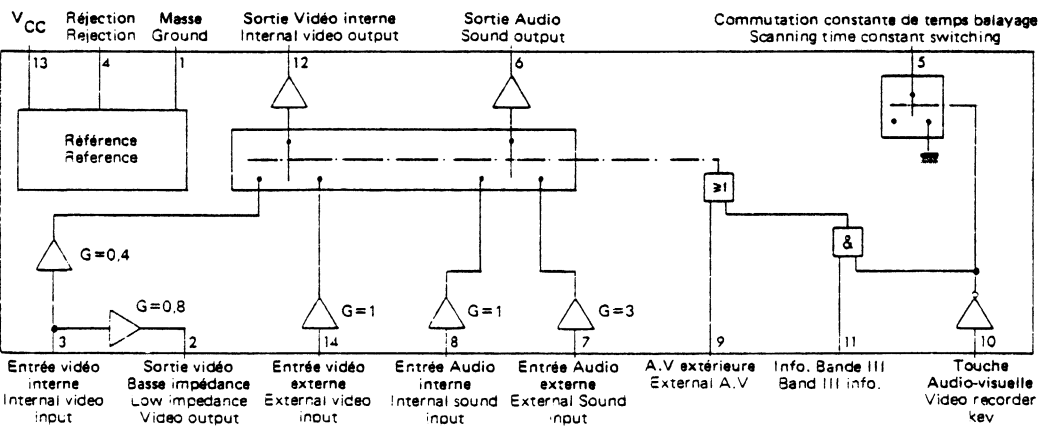 VCC
Réjection
Rejection
Masse
Ground
Sortie Vidéo interne
Internal video output
Sortie Audio
Sound output
Commutation constante de temps balayage
Scanning time constant switching
13
4
1
12
6
5
Référence
Reference
≥1
&
G=0,4
G=0,8
G=1
G=1
G=3
3
2
14
8
7
9
11
10
Entrée vidéo
interne
Internal video
input
Sortie vidéo
Basse impédance
Low impedance
Video output
Entrée vidéo
externe
External video
input
Entrée Audio
interne
Internal sound
input
Entrée Audio
externe
External Sound
input
A.V extérieure
External A.V
Info. Bande III
Band III info.
Touche
Audio-visuelle
Video recorder
key